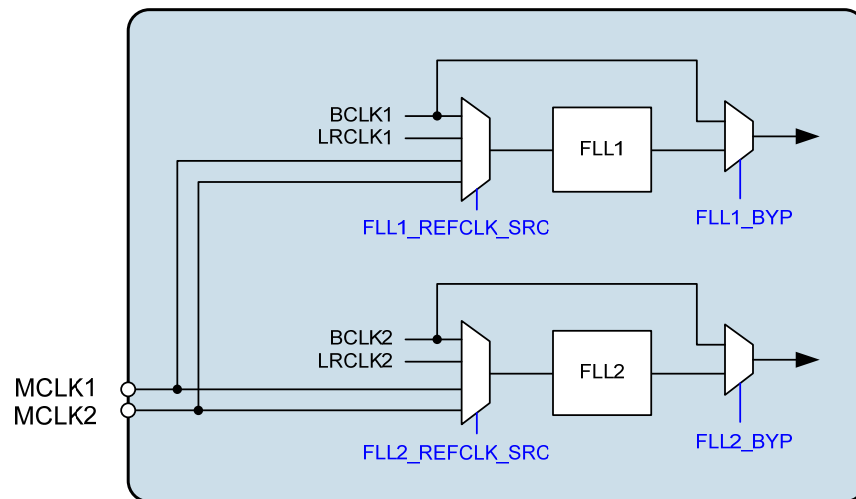 BCLK1
LRCLK1
FLL1
FLL1_REFCLK_SRC
FLL1_BYP
BCLK2
LRCLK2
FLL2
MCLK1
MCLK2
FLL2_REFCLK_SRC
FLL2_BYP